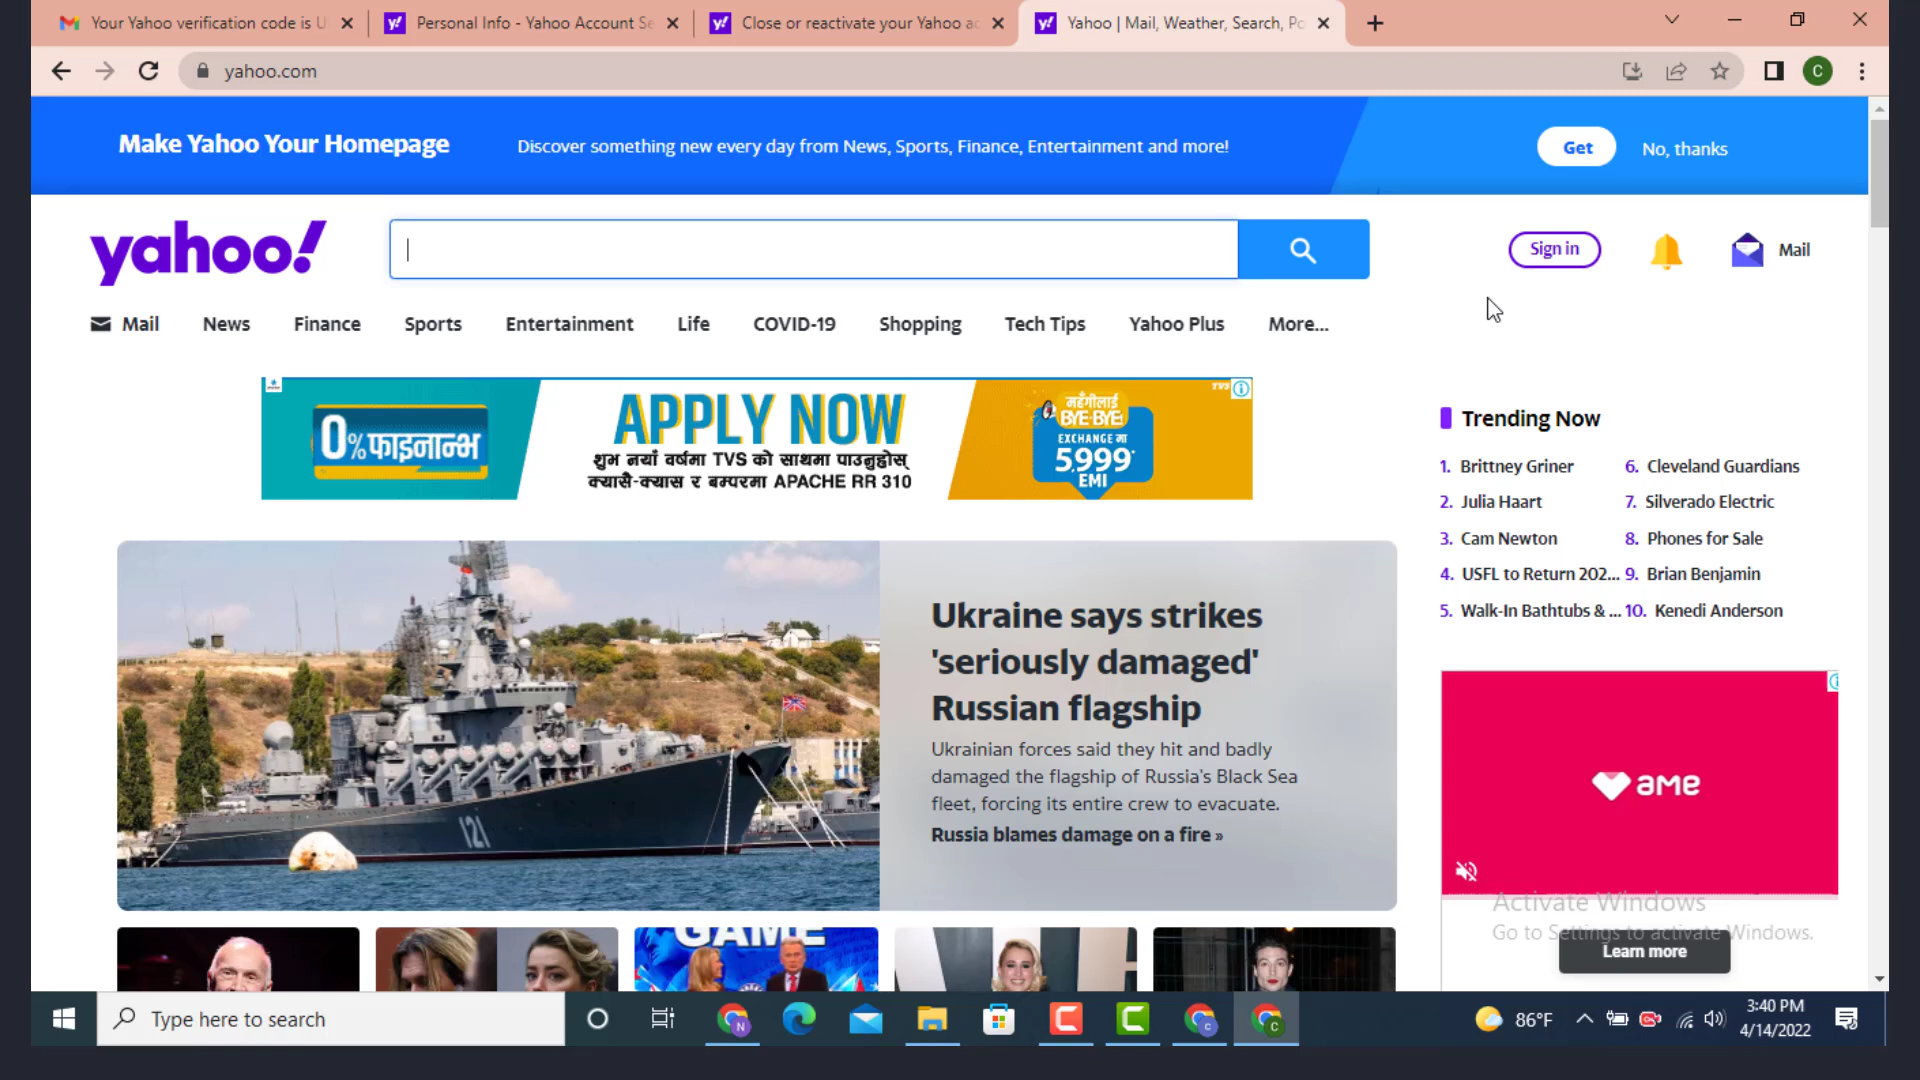 Your Yahoo verification code is U
Personal Info - Yahoo Account Se
Close or reactivate your Yahoo ac
Yahoo | Mail, Weather, Search, Po
yahoo.com
C
Make Yahoo Your Homepage
Discover something new every day from News, Sports, Finance, Entertainment and more!
Get
No, thanks
yahoo!
Sign in
Mail
Mail
News
Finance
Sports
Entertainment
Life
COVID-19
Shopping
Tech Tips
Yahoo Plus
More...
0% फाइनान्भ
APPLY NOW
शुभ नयाँ वर्षमा TVS को साथमा पाउनुहोस्
क्यासै-क्यास र बम्परमा APACHE RR 310
महँगीलाई
BYE-BYE!
EXCHANGE मा
5,999*
EMI
TVS
Trending Now
1. Brittney Griner
2. Julia Haart
3. Cam Newton
4. USFL to Return 202...
5. Walk-In Bathtubs & ...
6. Cleveland Guardians
7. Silverado Electric
8. Phones for Sale
9. Brian Benjamin
10. Kenedi Anderson
121
Ukraine says strikes
'seriously damaged'
Russian flagship
Ukrainian forces said they hit and badly
damaged the flagship of Russia's Black Sea
fleet, forcing its entire crew to evacuate.
Russia blames damage on a fire »
ame
Activate Windows
Go to Settings to activate Windows.
Learn more
GAME
Type here to search
N
C
C
86°F
3:40 PM
4/14/2022